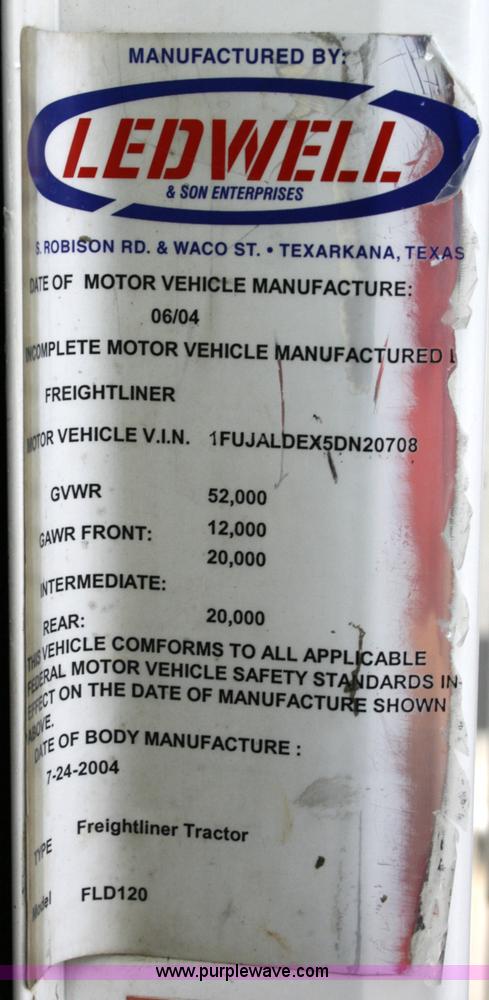 MANUFACTURED BY:
LEDWELL
& SON ENTERPRISES
S. ROBISON RD. & WACO ST. • TEXARKANA, TEXAS
DATE OF MOTOR VEHICLE MANUFACTURE:
06/04
INCOMPLETE MOTOR VEHICLE MANUFACTURED
FREIGHTLINER
MOTOR VEHICLE V.I.N. 1FUJALDEX5DN20708
GVWR 52,000
GAWR FRONT: 12,000
20,000
INTERMEDIATE:
REAR: 20,000
THIS VEHICLE COMFORMS TO ALL APPLICABLE
FEDERAL MOTOR VEHICLE SAFETY STANDARDS IN
EFFECT ON THE DATE OF MANUFACTURE SHOWN
ABOVE.
DATE OF BODY MANUFACTURE :
7-24-2004
TYPE Freightliner Tractor
Model FLD120
www.purplewave.com